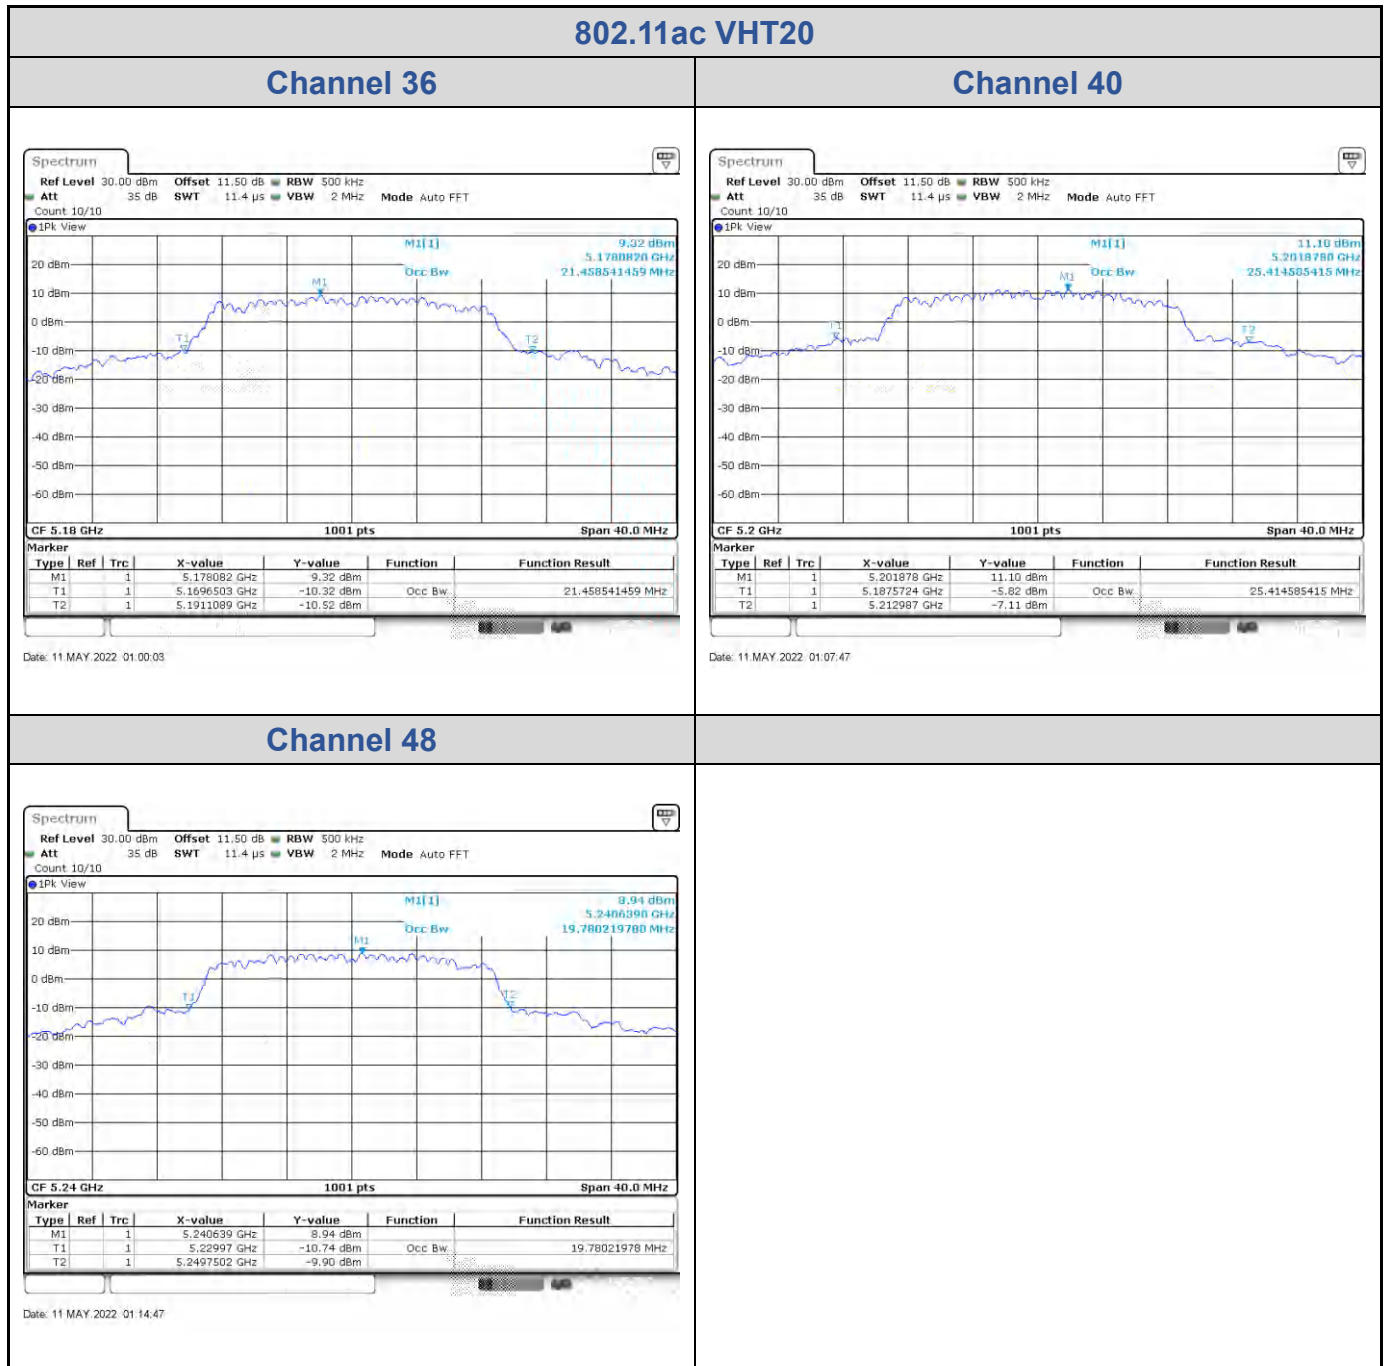 802.11ac VHT20
Channel 36 Channel 40
Spectrum
Ref Level 30.00 dBm Offset 11.50 dB RBW 500 kHz
Att 35 dB SWT 11.4 µs VBW 2 MHz Mode Auto FFT
Count 10/10
1Pk View
M1[1] 9.32 dBm
5.1780820 GHz
Occ Bw 21.458541459 MHz
20 dBm
M1
10 dBm
0 dBm
T1 T2
-10 dBm
-20 dBm
-30 dBm
-40 dBm
-50 dBm
-60 dBm
CF 5.18 GHz 1001 pts Span 40.0 MHz
Marker
Type Ref Trc X-value Y-value Function Function Result
M1 1 5.178082 GHz 9.32 dBm
T1 1 5.1696503 GHz -10.32 dBm Occ Bw 21.458541459 MHz
T2 1 5.1911089 GHz -10.52 dBm
Date: 11.MAY.2022 01:00:03
Spectrum
Ref Level 30.00 dBm Offset 11.50 dB RBW 500 kHz
Att 35 dB SWT 11.4 µs VBW 2 MHz Mode Auto FFT
Count 10/10
1Pk View
M1[1] 11.10 dBm
5.2018780 GHz
Occ Bw 25.414585415 MHz
20 dBm
M1
10 dBm
0 dBm
T1 T2
-10 dBm
-20 dBm
-30 dBm
-40 dBm
-50 dBm
-60 dBm
CF 5.2 GHz 1001 pts Span 40.0 MHz
Marker
Type Ref Trc X-value Y-value Function Function Result
M1 1 5.201878 GHz 11.10 dBm
T1 1 5.1875724 GHz -5.82 dBm Occ Bw 25.414585415 MHz
T2 1 5.212987 GHz -7.11 dBm
Date: 11.MAY.2022 01:07:47
Channel 48
Spectrum
Ref Level 30.00 dBm Offset 11.50 dB RBW 500 kHz
Att 35 dB SWT 11.4 µs VBW 2 MHz Mode Auto FFT
Count 10/10
1Pk View
M1[1] 8.94 dBm
5.2406390 GHz
Occ Bw 19.780219780 MHz
20 dBm
M1
10 dBm
0 dBm
T1 T2
-10 dBm
-20 dBm
-30 dBm
-40 dBm
-50 dBm
-60 dBm
CF 5.24 GHz 1001 pts Span 40.0 MHz
Marker
Type Ref Trc X-value Y-value Function Function Result
M1 1 5.240639 GHz 8.94 dBm
T1 1 5.22997 GHz -10.74 dBm Occ Bw 19.78021978 MHz
T2 1 5.2497502 GHz -9.90 dBm
Date: 11.MAY.2022 01:14:47